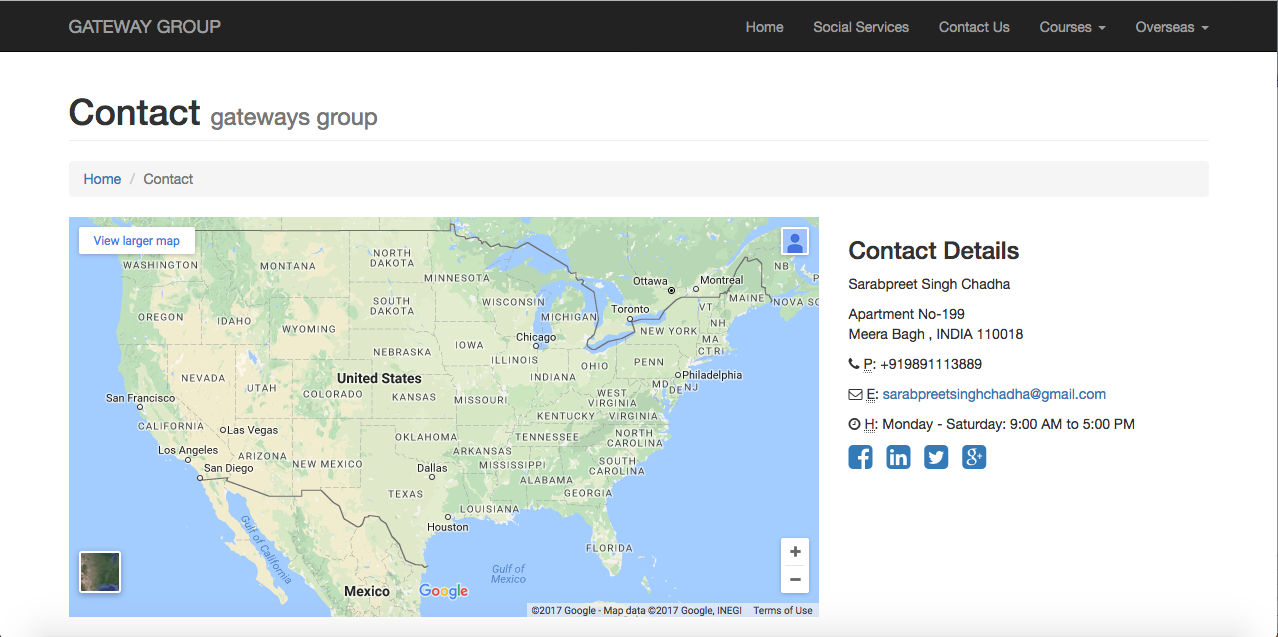 GATEWAY GROUP
Home Social Services Contact Us Courses Overseas
Contact gateways group
Home / Contact
View larger map
WASHINGTON
MONTANA
NORTH
DAKOTA
MINNESOTA
Ottawa
Montreal
NB
P
MAINE
NOVA SC
OREGON
IDAHO
WYOMING
SOUTH
DAKOTA
WISCONSIN
MICHIGAN
Toronto
VT
NH
NEW YORK
MA
CT RI
Chicago
IOWA
NEBRASKA
ILLINOIS
INDIANA
OHIO
PENN
Philadelphia
MD
DE
NJ
NEVADA
UTAH
COLORADO
United States
KANSAS
MISSOURI
WEST
VIRGINIA
VIRGINIA
KENTUCKY
San Francisco
CALIFORNIA
Las Vegas
Los Angeles
San Diego
ARIZONA
NEW MEXICO
OKLAHOMA
ARKANSAS
TENNESSEE
NORTH
CAROLINA
SOUTH
CAROLINA
MISSISSIPPI
ALABAMA
GEORGIA
Dallas
TEXAS
LOUISIANA
Houston
FLORIDA
Gulf of California
Gulf of
Mexico
Mexico
Google
+
−
©2017 Google - Map data ©2017 Google, INEGI Terms of Use
Contact Details
Sarabpreet Singh Chadha
Apartment No-199
Meera Bagh , INDIA 110018
P: +919891113889
E: sarabpreetsinghchadha@gmail.com
H: Monday - Saturday: 9:00 AM to 5:00 PM
f in g+